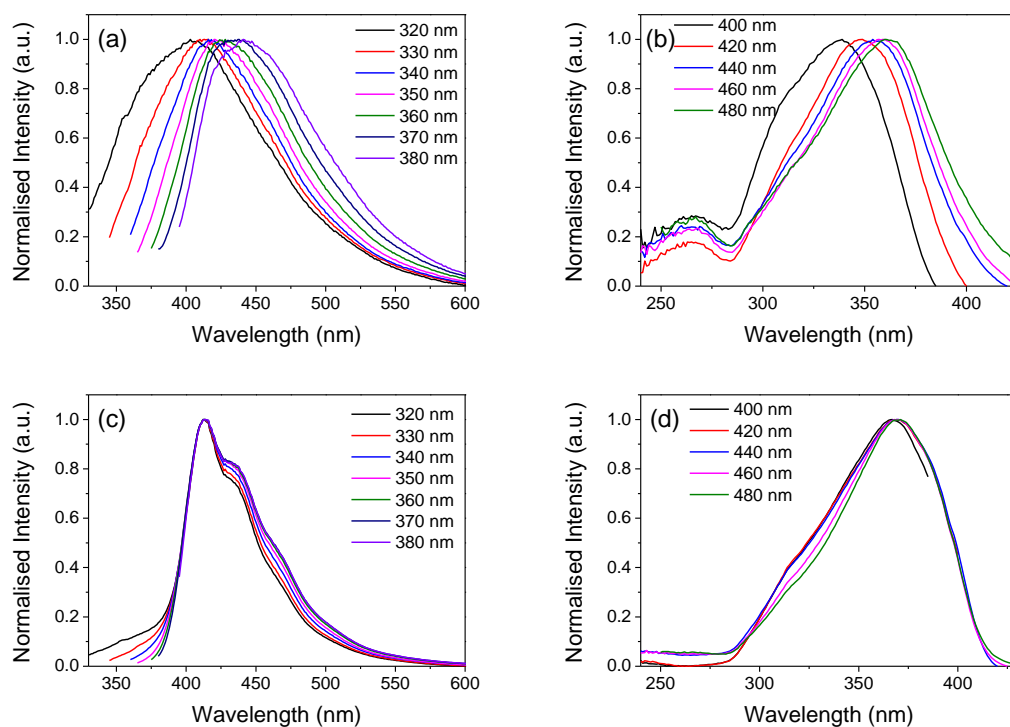 (a)
320 nm
330 nm
340 nm
350 nm
360 nm
370 nm
380 nm
1.0
0.8
0.6
0.4
0.2
0.0
350 400 450 500 550 600
Wavelength (nm)
Normalised Intensity (a.u.)
(b)
400 nm
420 nm
440 nm
460 nm
480 nm
1.0
0.8
0.6
0.4
0.2
0.0
250 300 350 400
Wavelength (nm)
Normalised Intensity (a.u.)
(c)
320 nm
330 nm
340 nm
350 nm
360 nm
370 nm
380 nm
1.0
0.8
0.6
0.4
0.2
0.0
350 400 450 500 550 600
Wavelength (nm)
Normalised Intensity (a.u.)
(d)
400 nm
420 nm
440 nm
460 nm
480 nm
1.0
0.8
0.6
0.4
0.2
0.0
250 300 350 400
Wavelength (nm)
Normalised Intensity (a.u.)